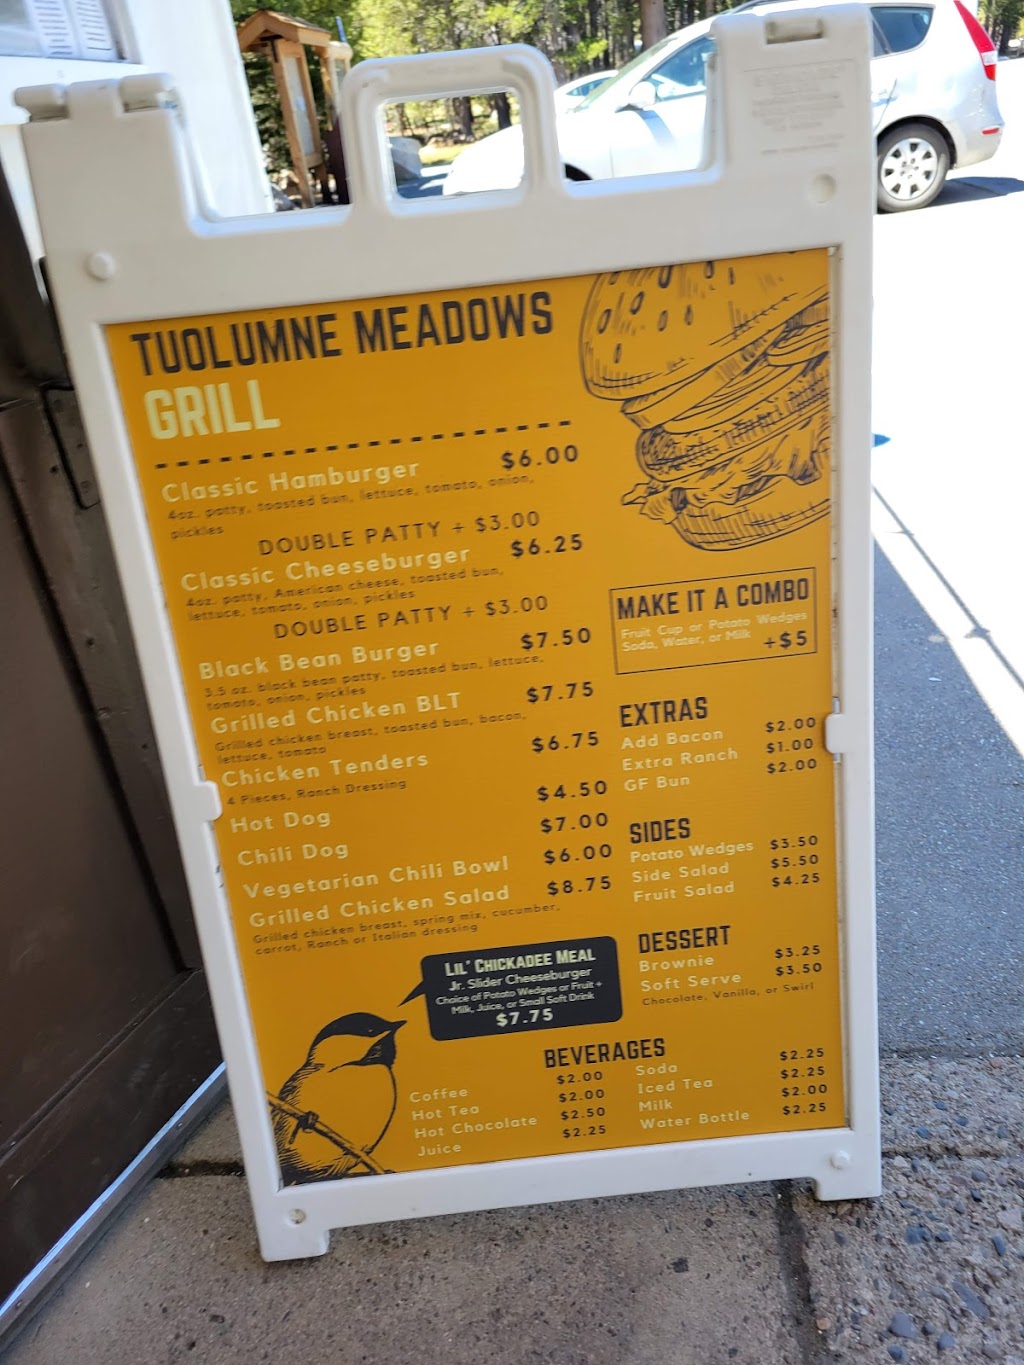 TUOLUMNE MEADOWS
GRILL
Classic Hamburger $6.00
4oz. patty, toasted bun, lettuce, tomato, onion,
pickles
DOUBLE PATTY + $3.00
Classic Cheeseburger $6.25
4oz. patty, American cheese, toasted bun,
lettuce, tomato, onion, pickles
DOUBLE PATTY + $3.00
Black Bean Burger $7.50
3.5 oz. black bean patty, toasted bun, lettuce,
tomato, onion, pickles
Grilled Chicken BLT $7.75
Grilled chicken breast, toasted bun, bacon,
lettuce, tomato
Chicken Tenders $6.75
4 Pieces, Ranch Dressing
Hot Dog $4.50
Chili Dog $7.00
Vegetarian Chili Bowl $6.00
Grilled Chicken Salad $8.75
Grilled chicken breast, spring mix, cucumber,
carrot, Ranch or Italian dressing
MAKE IT A COMBO
Fruit Cup or Potato Wedges
Soda, Water, or Milk +$5
EXTRAS
Add Bacon $2.00
Extra Ranch $1.00
GF Bun $2.00
SIDES
Potato Wedges $3.50
Side Salad $5.50
Fruit Salad $4.25
DESSERT
Brownie $3.25
Soft Serve $3.50
Chocolate, Vanilla, or Swirl
LIL' CHICKADEE MEAL
Jr. Slider Cheeseburger
Choice of Potato Wedges or Fruit +
Milk, Juice, or Small Soft Drink
$7.75
BEVERAGES
Coffee $2.00
Hot Tea $2.00
Hot Chocolate $2.50
Juice $2.25
Soda $2.25
Iced Tea $2.25
Milk $2.00
Water Bottle $2.25